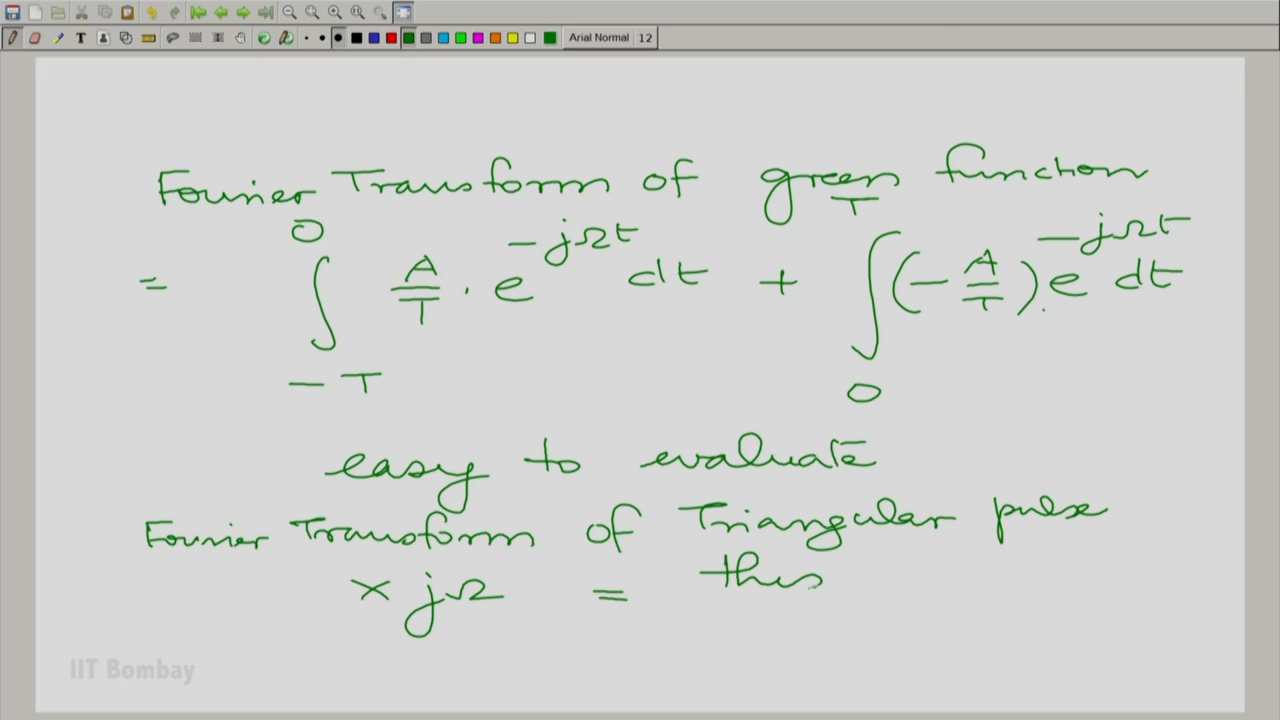 Arial Normal 12
Fourier Transform of green function
= ∫_{-T}^{0} A/T · e^{-jΩt} dt + ∫_{0}^{T} (-A/T) e^{-jΩt} dt
easy to evaluate
Fourier Transform of Triangular pulse
× jΩ = this
IIT Bombay